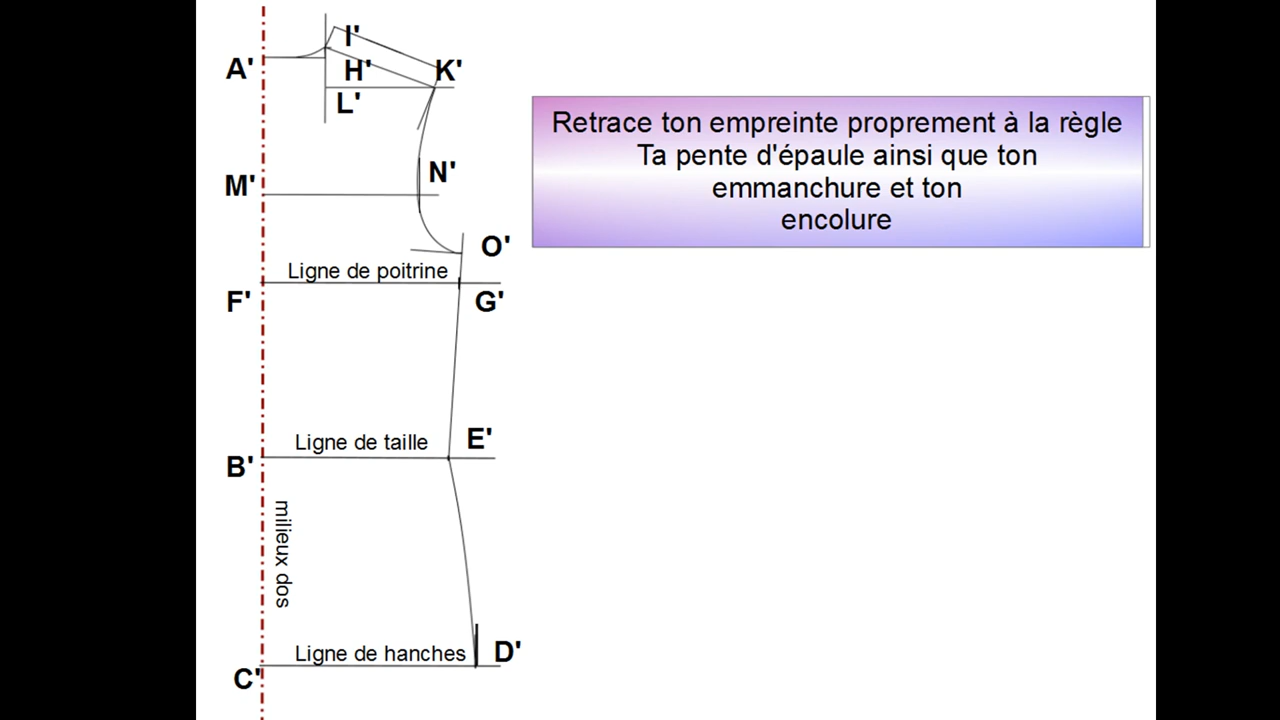 I'
A'
H'
K'
L'
Retrace ton empreinte proprement à la règle
Ta pente d'épaule ainsi que ton
emmanchure et ton
encolure
M'
N'
O'
Ligne de poitrine
F'
G'
Ligne de taille
E'
B'
milieux dos
Ligne de hanches
D'
C'